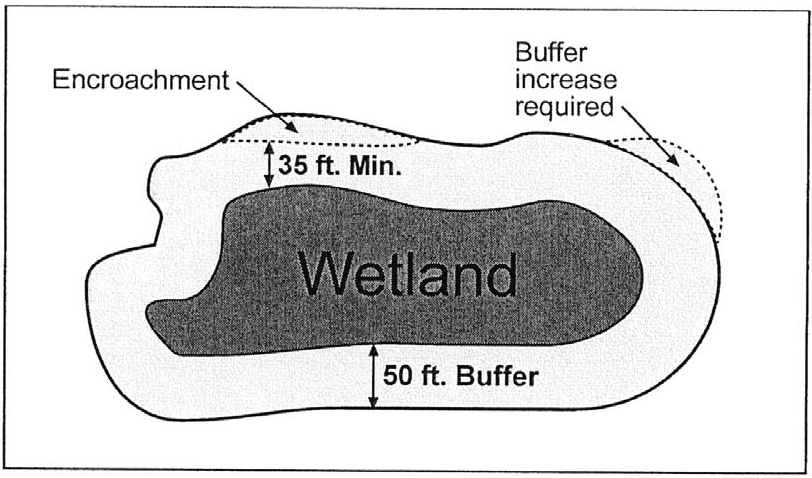 Encroachment
Buffer
increase
required
35 ft. Min.
Wetland
50 ft. Buffer